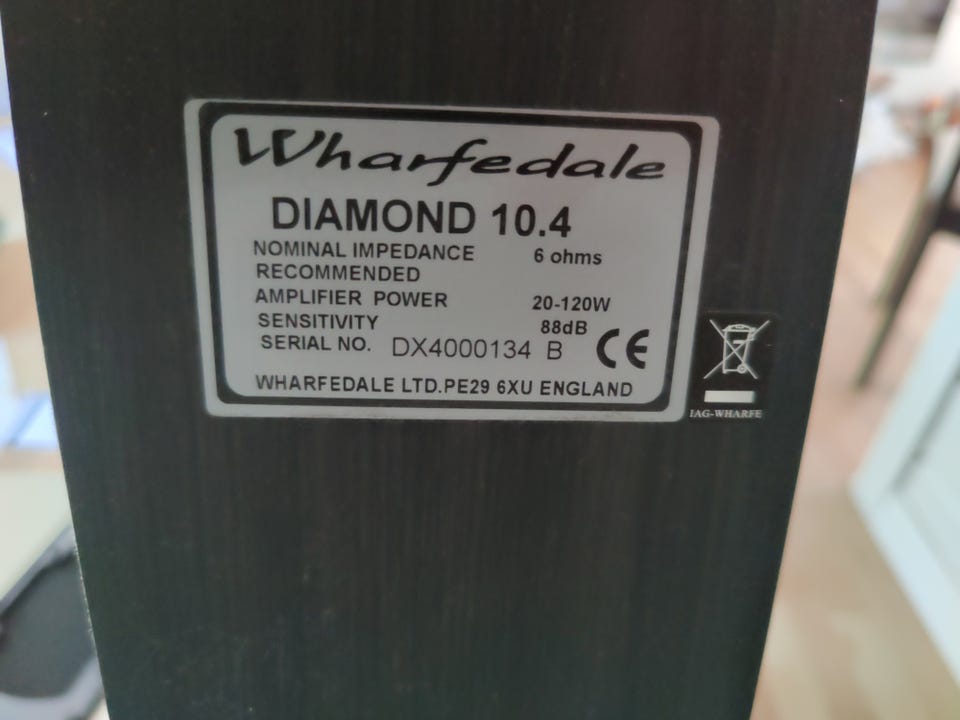 Wharfedale
DIAMOND 10.4
NOMINAL IMPEDANCE 6 ohms
RECOMMENDED
AMPLIFIER POWER 20-120W
SENSITIVITY 88dB
SERIAL NO. DX4000134 B CE
WHARFEDALE LTD.PE29 6XU ENGLAND
IAG-WHARFE